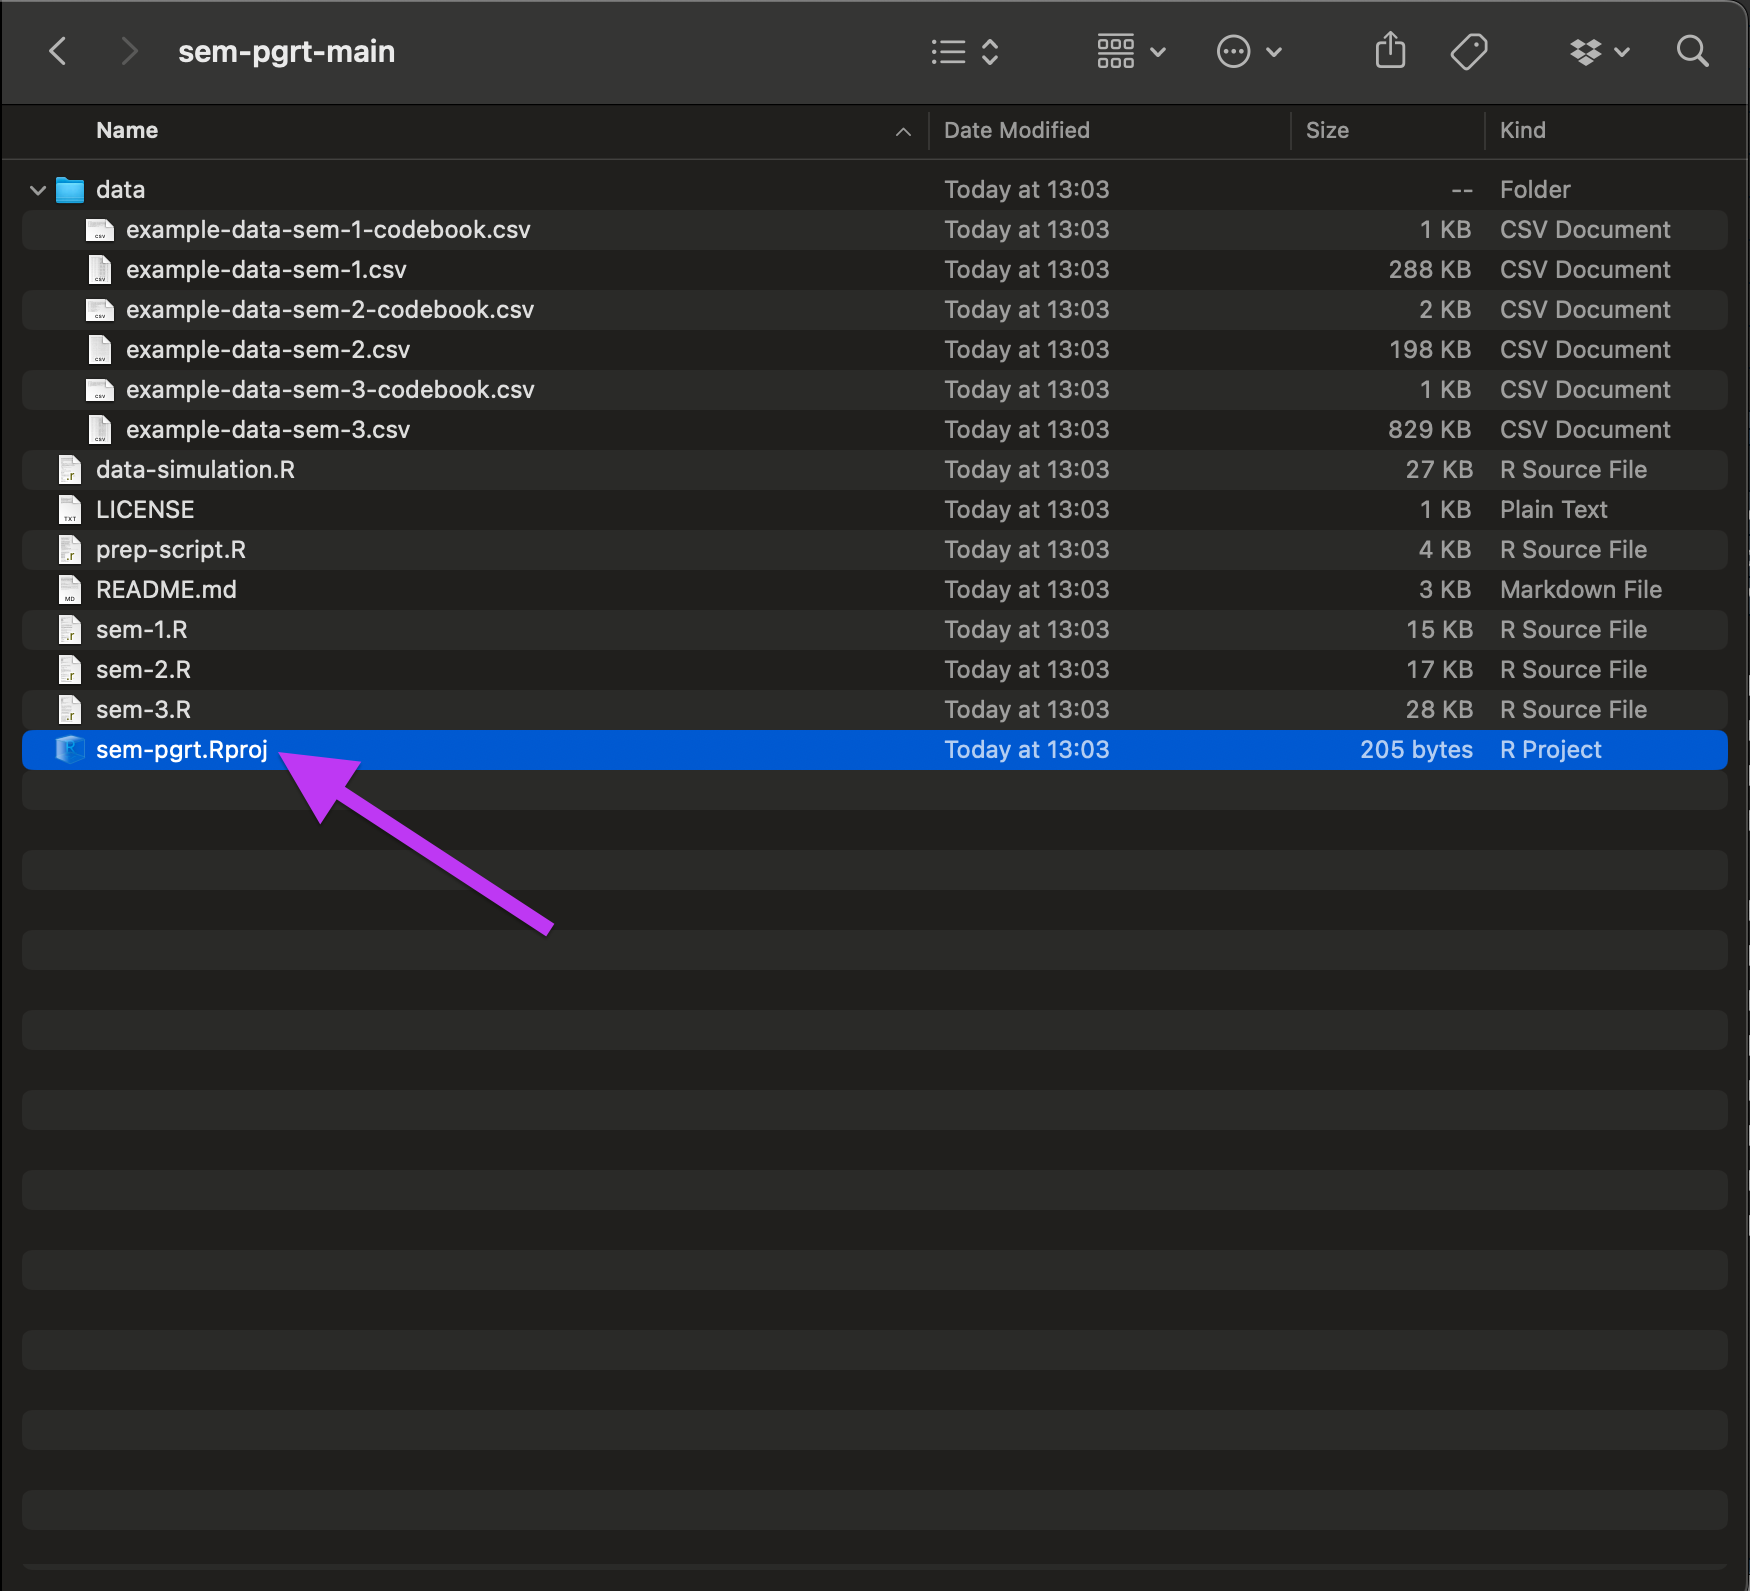 sem-pgrt-main
Name Date Modified Size Kind
data Today at 13:03 -- Folder
example-data-sem-1-codebook.csv Today at 13:03 1 KB CSV Document
example-data-sem-1.csv Today at 13:03 288 KB CSV Document
example-data-sem-2-codebook.csv Today at 13:03 2 KB CSV Document
example-data-sem-2.csv Today at 13:03 198 KB CSV Document
example-data-sem-3-codebook.csv Today at 13:03 1 KB CSV Document
example-data-sem-3.csv Today at 13:03 829 KB CSV Document
data-simulation.R Today at 13:03 27 KB R Source File
LICENSE Today at 13:03 1 KB Plain Text
prep-script.R Today at 13:03 4 KB R Source File
README.md Today at 13:03 3 KB Markdown File
sem-1.R Today at 13:03 15 KB R Source File
sem-2.R Today at 13:03 17 KB R Source File
sem-3.R Today at 13:03 28 KB R Source File
sem-pgrt.Rproj Today at 13:03 205 bytes R Project